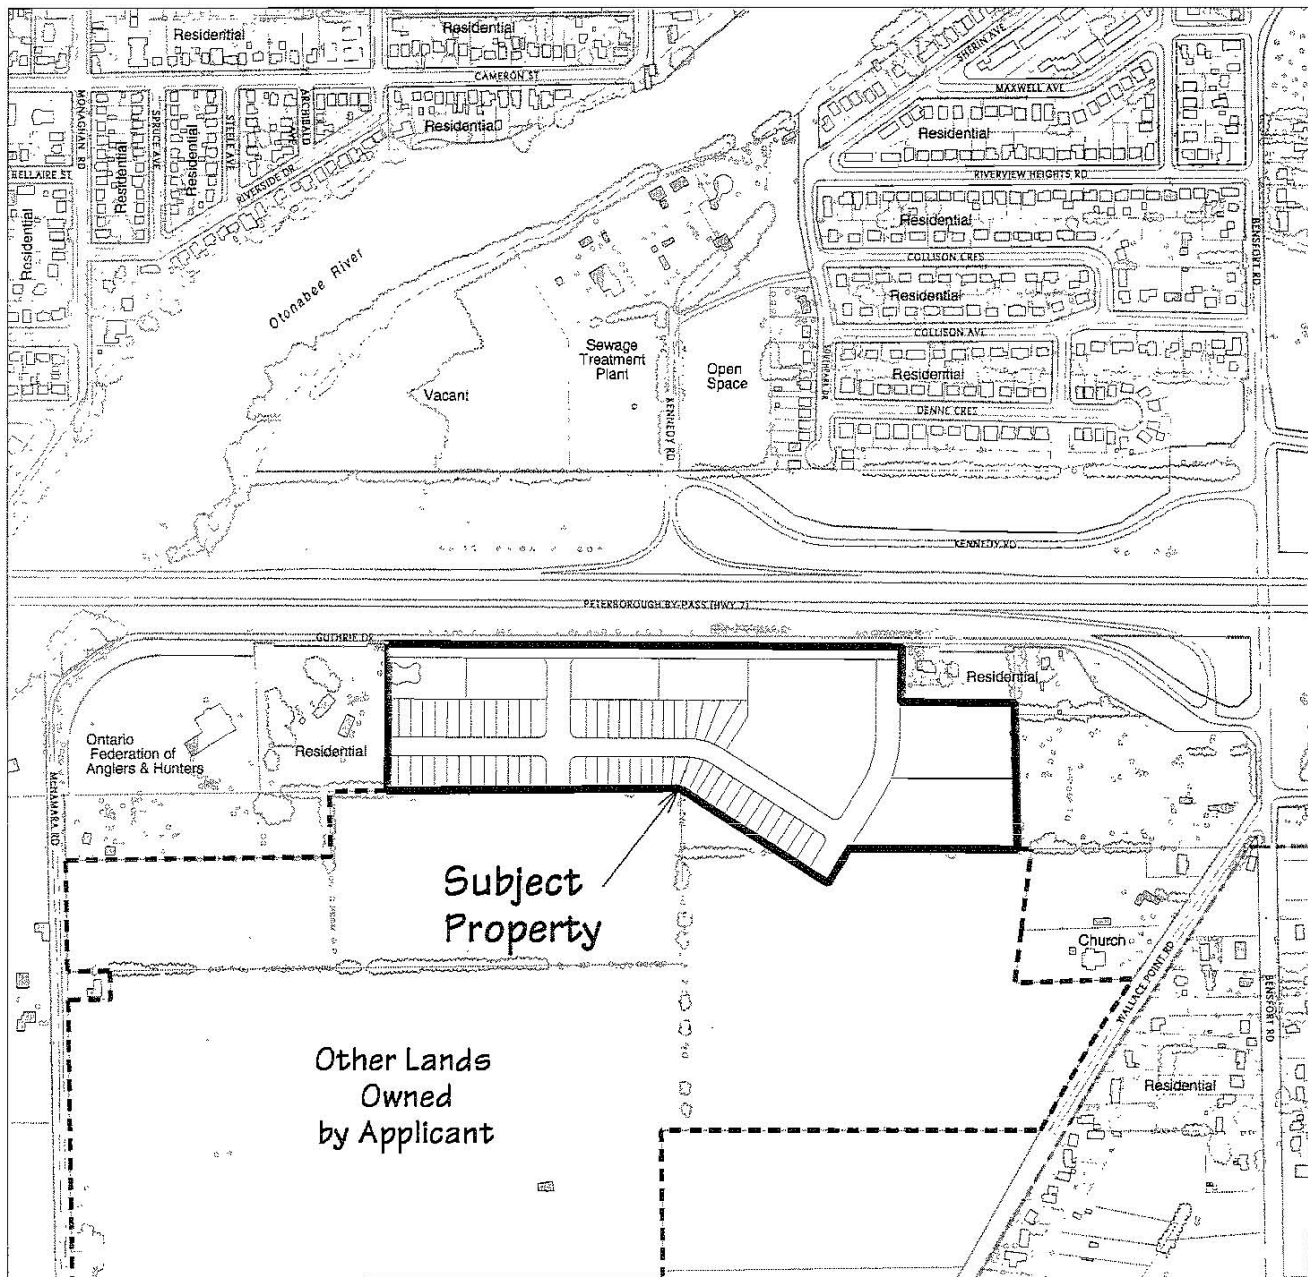 Residential
Residential
CAMERON ST
MONAGHAN RD
SPRUCE AVE
STEELE AVE
ARCHIBALD
AVE
Residential
Residential
Residential
BELLAIRE ST
RIVERSIDE DR
Residential
Otonabee River
SHERIN AVE
MAXWELL AVE
Residential
RIVERVIEW HEIGHTS RD
Residential
BENSFORT RD
COLLISON CRES
Residential
COLLISON AVE
Residential
DENNE CRES
Sewage
Treatment
Plant
Open
Space
Vacant
KENNEDY RD
KENNEDY RD
PETERBOROUGH BY-PASS (HWY 7)
GUTHRIE DR
Residential
Ontario
Federation of
Anglers & Hunters
Residential
McNAMARA RD
Subject
Property
Church
WALLACE POINT RD
BENSFORT RD
Other Lands
Owned
by Applicant
Residential